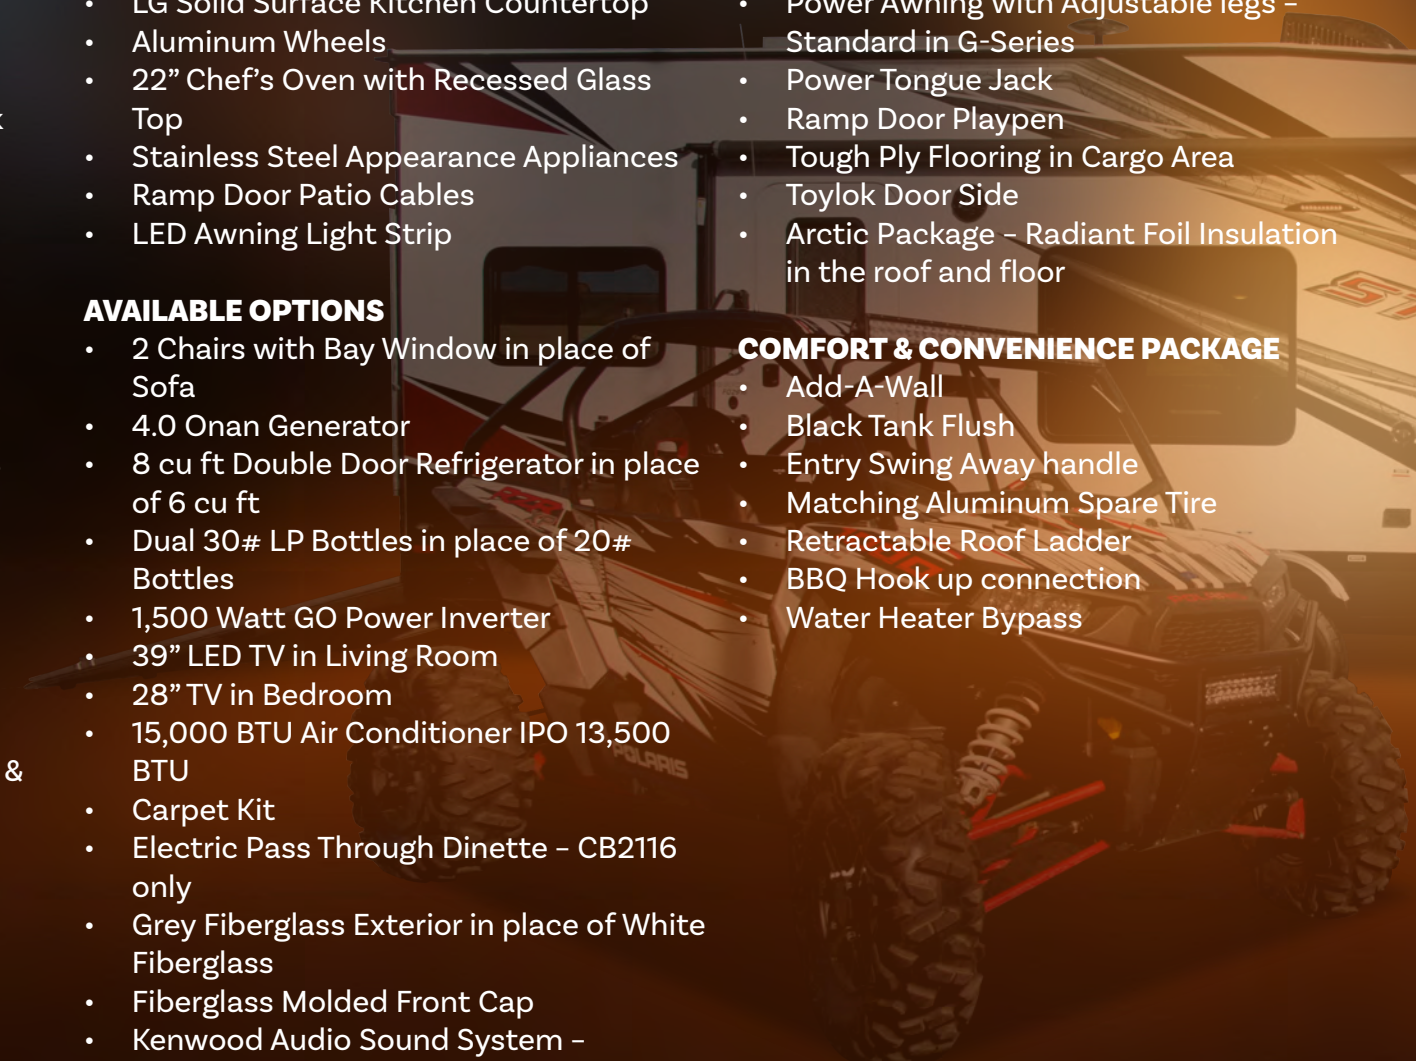 LG Solid Surface Kitchen Countertop
• Aluminum Wheels
• 22” Chef’s Oven with Recessed Glass
Top
• Stainless Steel Appearance Appliances
• Ramp Door Patio Cables
• LED Awning Light Strip
AVAILABLE OPTIONS
• 2 Chairs with Bay Window in place of
Sofa
• 4.0 Onan Generator
• 8 cu ft Double Door Refrigerator in place
of 6 cu ft
• Dual 30# LP Bottles in place of 20#
Bottles
• 1,500 Watt GO Power Inverter
• 39” LED TV in Living Room
• 28” TV in Bedroom
• 15,000 BTU Air Conditioner IPO 13,500
BTU
&
• Carpet Kit
• Electric Pass Through Dinette – CB2116
only
• Grey Fiberglass Exterior in place of White
Fiberglass
• Fiberglass Molded Front Cap
• Kenwood Audio Sound System –
• Power Awning with Adjustable legs –
Standard in G-Series
• Power Tongue Jack
• Ramp Door Playpen
• Tough Ply Flooring in Cargo Area
• Toylok Door Side
• Arctic Package – Radiant Foil Insulation
in the roof and floor
COMFORT & CONVENIENCE PACKAGE
• Add-A-Wall
• Black Tank Flush
• Entry Swing Away handle
• Matching Aluminum Spare Tire
• Retractable Roof Ladder
• BBQ Hook up connection
• Water Heater Bypass
POLARIS